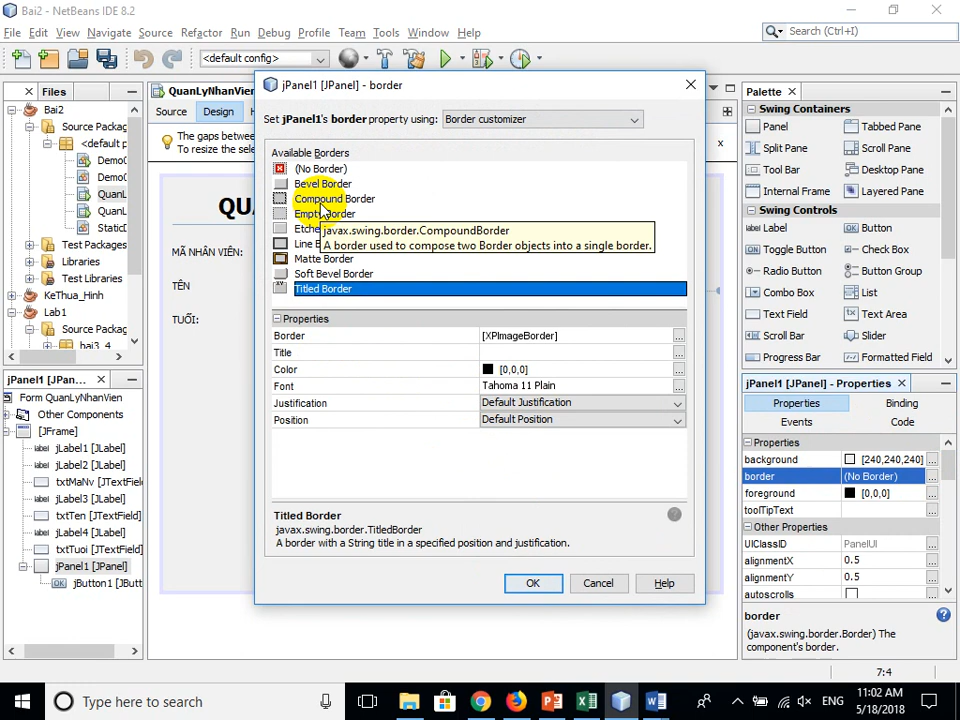 Bai2 - NetBeans IDE 8.2
File Edit View Navigate Source Refactor Run Debug Profile Team Tools Window Help
Search (Ctrl+I)
<default config>
Files
Bai2
Source Packag
<default p
Demo
Demo
QuanL
QuanL
StaticD
Test Packages
Libraries
Test Libraries
KeThua_Hinh
Lab1
Source Packag
bai3_4
QuanLyNhanVien
Source Design
The gaps betwee
To resize the sele
x
QU
MÃ NHÂN VIÊN:
TÊN
TUỔI:
jPanel1 [JPanel] - border
Set jPanel1's border property using: Border customizer
Available Borders
(No Border)
Bevel Border
Compound Border
Empty Border
Etche
Line B
Matte Border
Soft Bevel Border
Titled Border
javax.swing.border.CompoundBorder
A border used to compose two Border objects into a single border.
Properties
Border [XPImageBorder]
Title
Color [0,0,0]
Font Tahoma 11 Plain
Justification Default Justification
Position Default Position
Titled Border
javax.swing.border.TitledBorder
A border with a String title in a specified position and justification.
OK Cancel Help
Palette
Swing Containers
Panel Tabbed Pane
Split Pane Scroll Pane
Tool Bar Desktop Pane
Internal Frame Layered Pane
Swing Controls
Label Button
Toggle Button Check Box
Radio Button Button Group
Combo Box List
Text Field Text Area
Scroll Bar Slider
Progress Bar Formatted Field
jPanel1 [JPan...
Form QuanLyNhanVien
Other Components
[JFrame]
jLabel1 [JLabel]
jLabel2 [JLabel]
txtMaNv [JTextField]
jLabel3 [JLabel]
txtTen [JTextField]
jLabel4 [JLabel]
txtTuoi [JTextField]
jPanel1 [JPanel]
jButton1 [JButt
jPanel1 [JPanel] - Properties
Properties Binding
Events Code
Properties
background [240,240,240]
border (No Border)
foreground [0,0,0]
toolTipText
Other Properties
UIClassID PanelUI
alignmentX 0.5
alignmentY 0.5
autoscrolls
border
(javax.swing.border.Border) The
component's border.
7:4
Type here to search
ENG
11:02 AM
5/18/2018